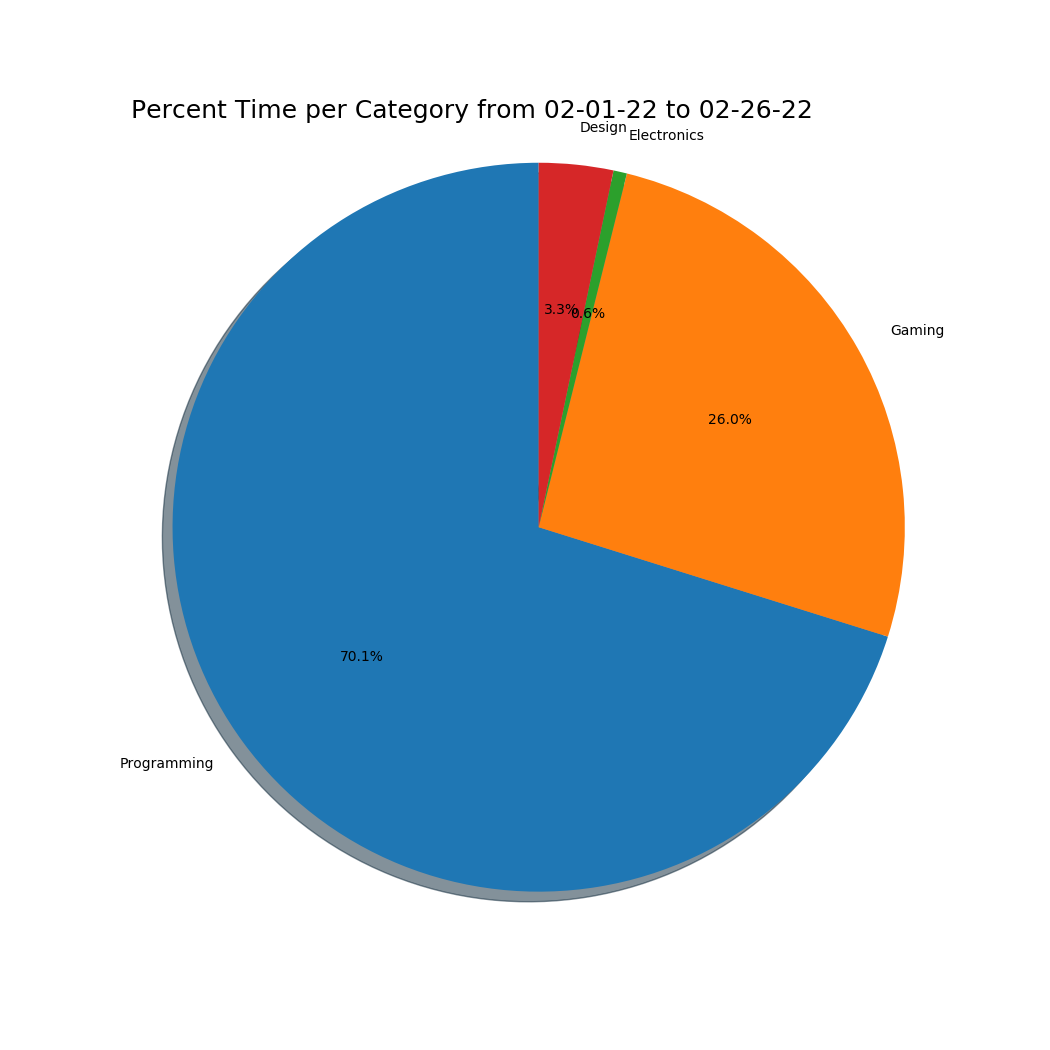 Percent Time per Category from 02-01-22 to 02-26-22
Design
Electronics
3.3%
0.6%
Gaming
26.0%
70.1%
Programming